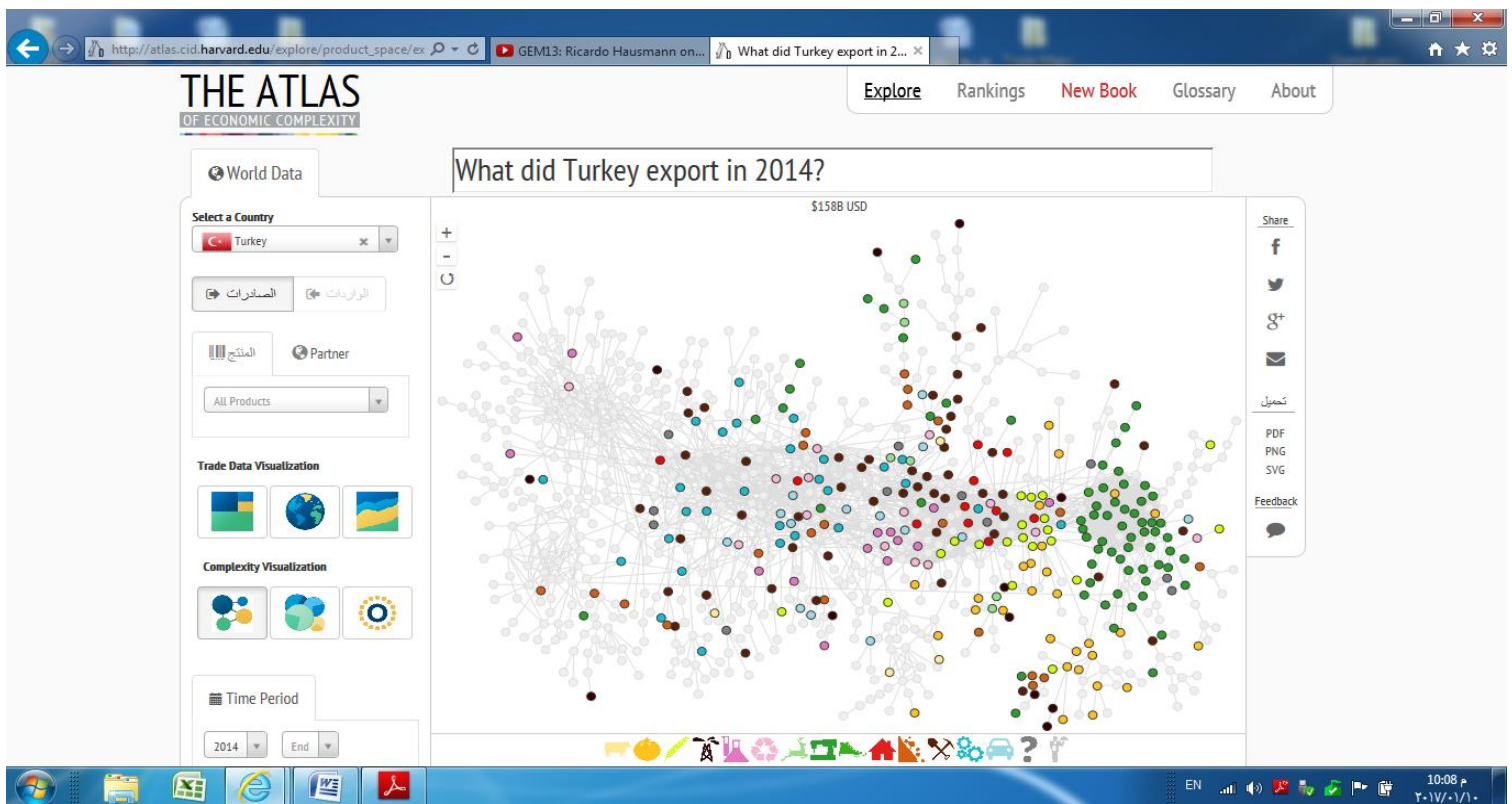 http://atlas.cid.harvard.edu/explore/product_space/ex
GEM13: Ricardo Hausmann on...
What did Turkey export in 2...
THE ATLAS
OF ECONOMIC COMPLEXITY
Explore
Rankings
New Book
Glossary
About
World Data
What did Turkey export in 2014?
$158B USD
Select a Country
Turkey
الصادرات
الواردات
المنتج
Partner
All Products
Trade Data Visualization
Complexity Visualization
Time Period
2014
End
+
-
Share
f
g+
تحميل
PDF
PNG
SVG
Feedback
?
EN
10:08 م
٢٠١٧/٠١/١٠